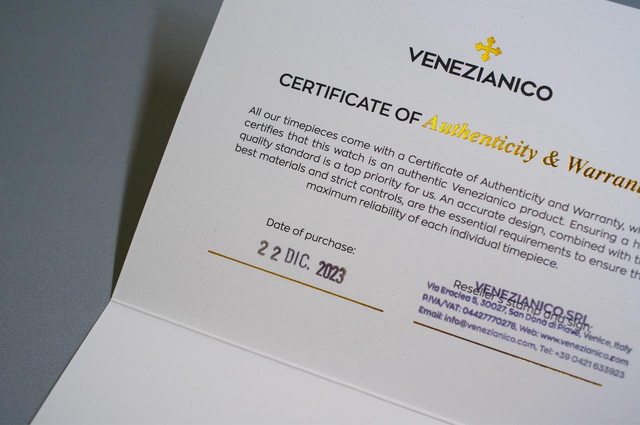 VENEZIANICO
CERTIFICATE OF Authenticity & Warran
All our timepieces come with a Certificate of Authenticity and Warranty, wh
certifies that this watch is an authentic Venezianico product. Ensuring a h
quality standard is a top priority for us. An accurate design, combined with t
best materials and strict controls, are the essential requirements to ensure th
maximum reliability of each individual timepiece.
Date of purchase:
22 DIC. 2023
Reseller's stamp and sign:
VENEZIANICO SRL
Via Eraclea 5, 30027, San Donà di Piave, Venice, Italy
P.IVA/VAT: 04427770278, Web: www.venezianico.com
Email: info@venezianico.com, Tel: +39 0421 633923